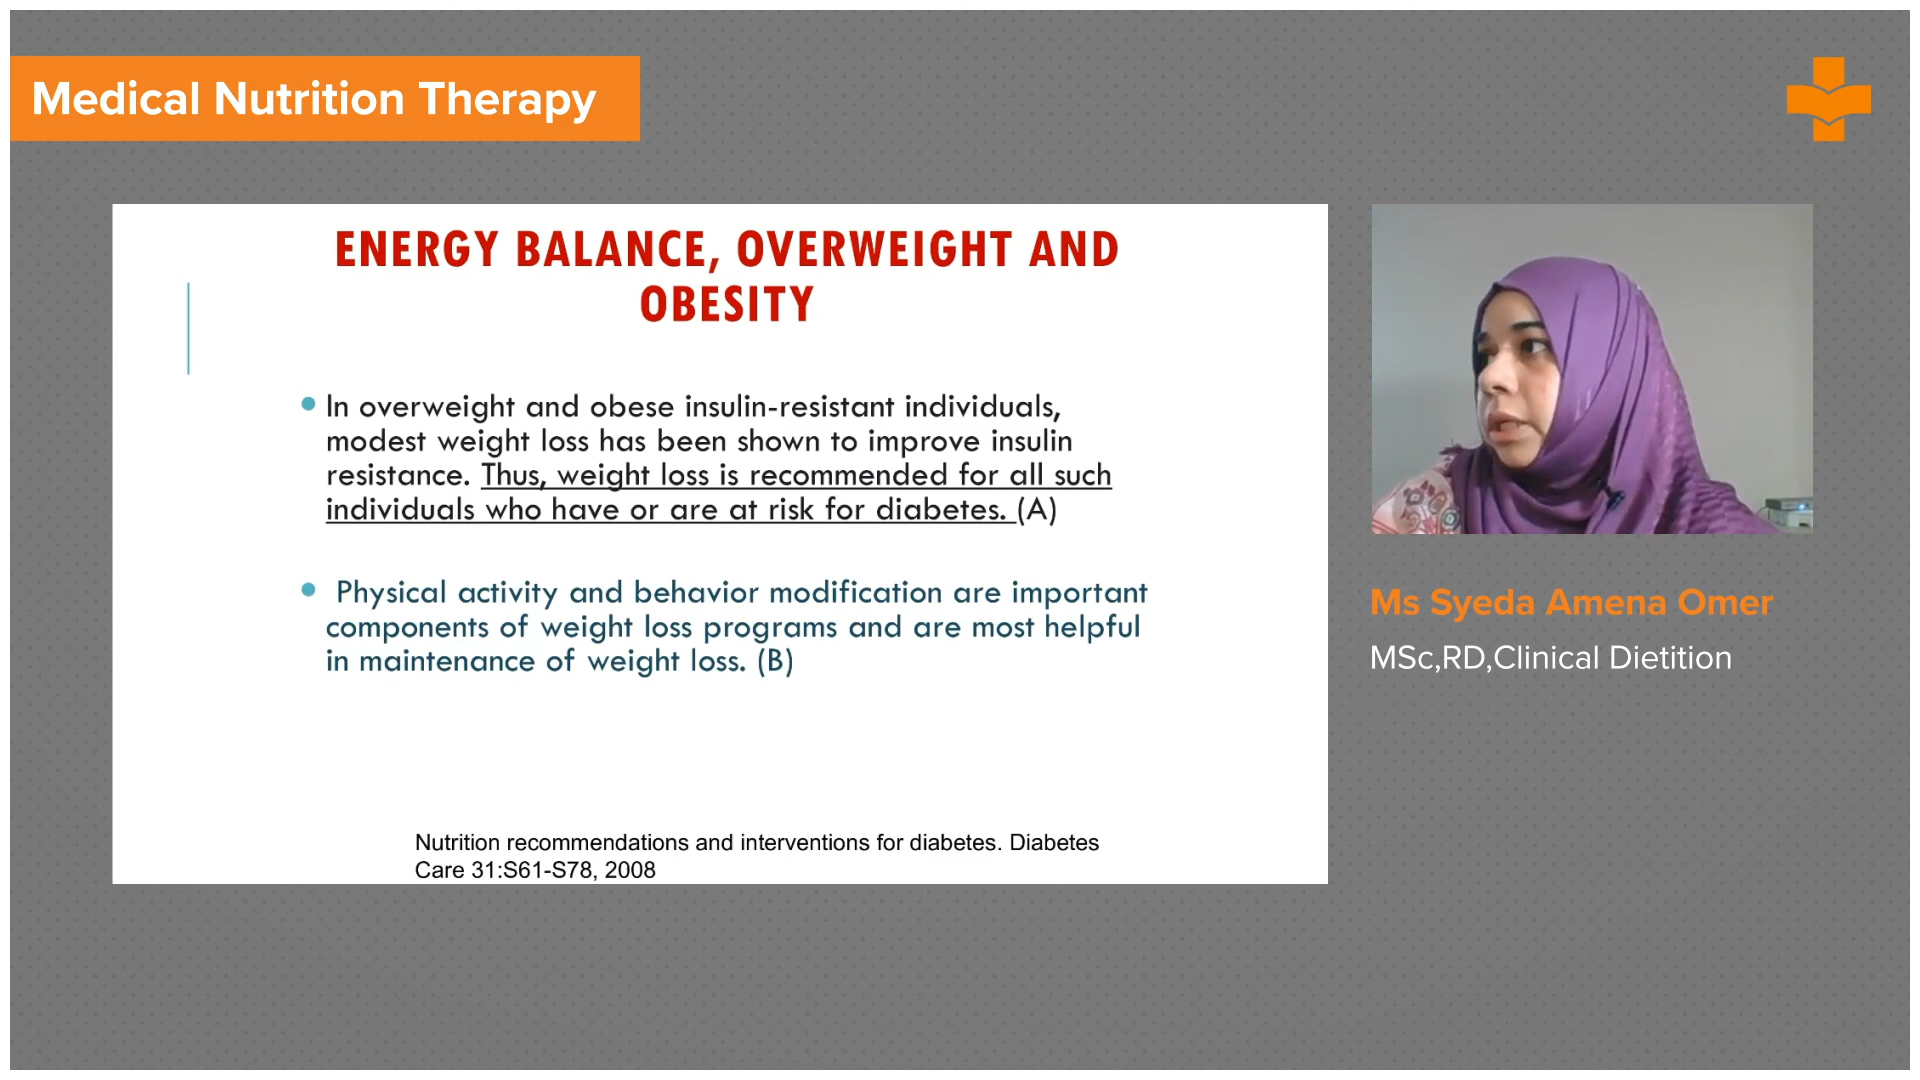 Medical Nutrition Therapy
ENERGY BALANCE, OVERWEIGHT AND
OBESITY
In overweight and obese insulin-resistant individuals,
modest weight loss has been shown to improve insulin
resistance. Thus, weight loss is recommended for all such
individuals who have or are at risk for diabetes. (A)
Physical activity and behavior modification are important
components of weight loss programs and are most helpful
in maintenance of weight loss. (B)
Nutrition recommendations and interventions for diabetes. Diabetes
Care 31:S61-S78, 2008
Ms Syeda Amena Omer
MSc,RD,Clinical Dietition